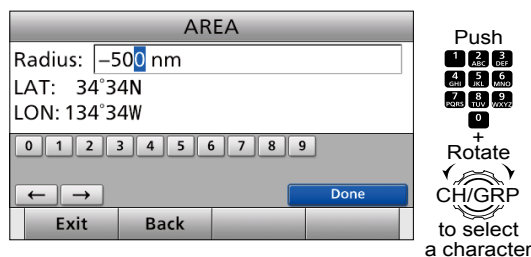 AREA
Radius: –500 nm
LAT: 34°34N
LON: 134°34W
0 1 2 3 4 5 6 7 8 9
← → Done
Exit Back
Push
1 2 ABC 3 DEF
4 GHI 5 JKL 6 MNO
7 PQRS 8 TUV 9 WXYZ
0
+
Rotate
CH/GRP
to select
a character